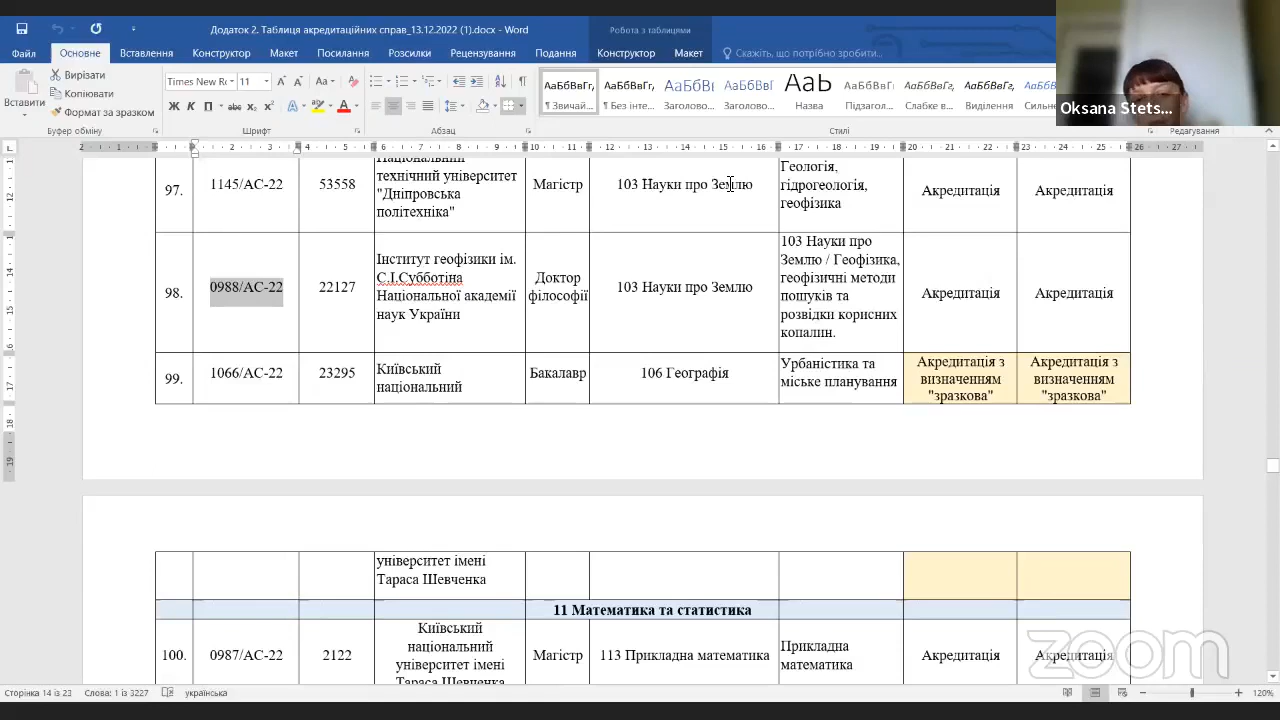 Додаток 2. Таблиця акредитаційних справ_13.12.2022 (1).docx - Word
Робота з таблицями
Файл Основне Вставлення Конструктор Макет Посилання Розсилки Рецензування Подання Конструктор Макет Скажіть, що потрібно зробити...
Вставити
Вирізати
Копіювати
Формат за зразком
Буфер обміну
Times New Ro 11
Ж К П abc
Шрифт
Абзац
АаБбВвГг, АаБбВвГг, АаБбВвГ АаБбВвГ Aab АаБбВвГ АаБбВвГг, АаБбВвГг, АаБбВвГг,
¶ Звичай... ¶ Без інте... Заголово... Заголово... Назва Підзагол... Слабке в... Виділення Сильне
Стилі
Редагування
Oksana Stets...
97.
1145/АС-22
53558
Національний
технічний університет
"Дніпровська
політехніка"
Магістр
103 Науки про Землю
Геологія,
гідрогеологія,
геофізика
Акредитація
Акредитація
98.
0988/АС-22
22127
Інститут геофізики ім.
С.І.Субботіна
Національної академії
наук України
Доктор
філософії
103 Науки про Землю
103 Науки про
Землю / Геофізика,
геофізичні методи
пошуків та
розвідки корисних
копалин.
Акредитація
Акредитація
99.
1066/АС-22
23295
Київський
національний
Бакалавр
106 Географія
Урбаністика та
міське планування
Акредитація з
визначенням
"зразкова"
Акредитація з
визначенням
"зразкова"
університет імені
Тараса Шевченка
11 Математика та статистика
100.
0987/АС-22
2122
Київський
національний
університет імені
Тараса Шевченка
Магістр
113 Прикладна математика
Прикладна
математика
Акредитація
Акредитація
zoom
Сторінка 14 із 23 Слова: 1 із 3227 українська
120%